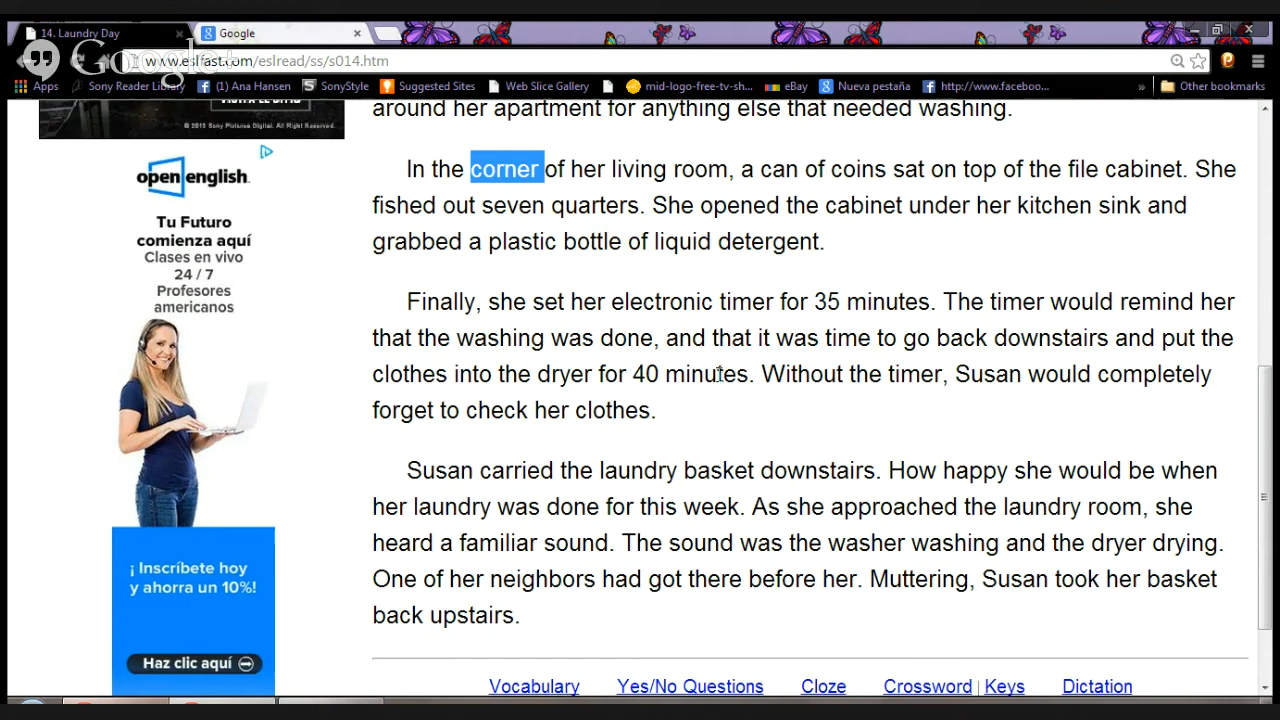 14. Laundry Day
Google
Google+
www.eslfast.com/eslread/ss/s014.htm
Apps Sony Reader Library (1) Ana Hansen SonyStyle Suggested Sites Web Slice Gallery mid-logo-free-tv-sh... eBay Nueva pestaña http://www.faceboo... » Other bookmarks
© 2013 Sony Pictures Digital. All Right Reserved.
open english.
Tu Futuro
comienza aquí
Clases en vivo
24 / 7
Profesores
americanos
¡ Inscríbete hoy
y ahorra un 10%!
Haz clic aquí
around her apartment for anything else that needed washing.
In the corner of her living room, a can of coins sat on top of the file cabinet. She
fished out seven quarters. She opened the cabinet under her kitchen sink and
grabbed a plastic bottle of liquid detergent.
Finally, she set her electronic timer for 35 minutes. The timer would remind her
that the washing was done, and that it was time to go back downstairs and put the
clothes into the dryer for 40 minutes. Without the timer, Susan would completely
forget to check her clothes.
Susan carried the laundry basket downstairs. How happy she would be when
her laundry was done for this week. As she approached the laundry room, she
heard a familiar sound. The sound was the washer washing and the dryer drying.
One of her neighbors had got there before her. Muttering, Susan took her basket
back upstairs.
Vocabulary Yes/No Questions Cloze Crossword | Keys Dictation